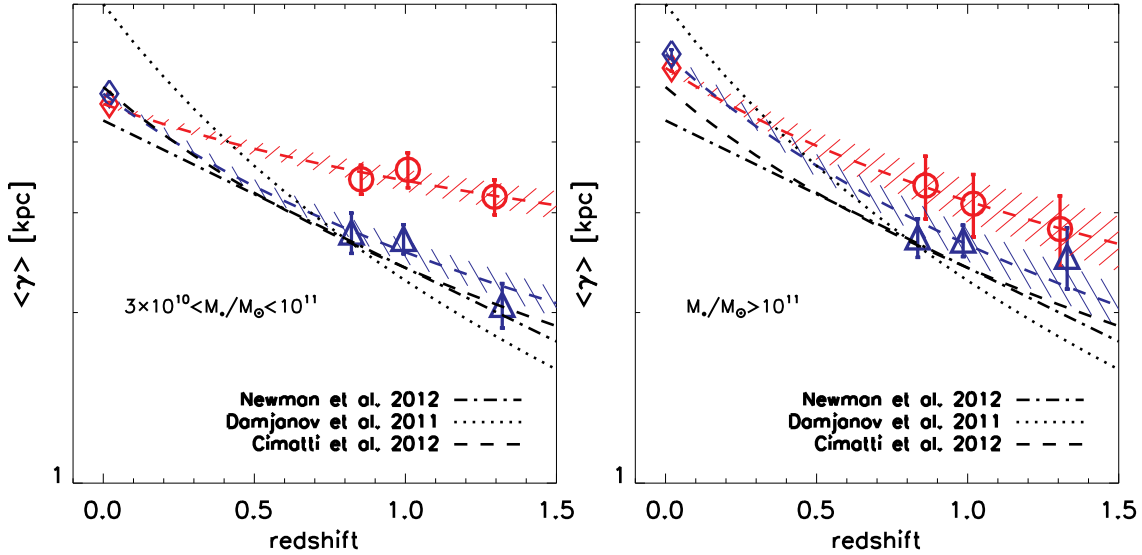 <γ> [kpc]
3×10¹⁰<M⁎/M⊙<10¹¹
Newman et al. 2012
Damjanov et al. 2011
Cimatti et al. 2012
1
0.0 0.5 1.0 1.5
redshift
<γ> [kpc]
M⁎/M⊙>10¹¹
Newman et al. 2012
Damjanov et al. 2011
Cimatti et al. 2012
1
0.0 0.5 1.0 1.5
redshift